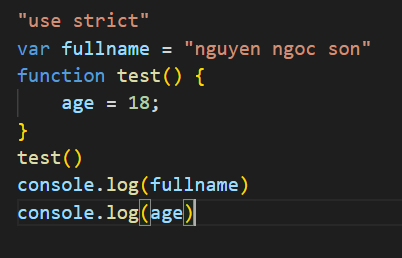 "use strict"
var fullname = "nguyen ngoc son"
function test() {
    age = 18;
}
test()
console.log(fullname)
console.log(age)